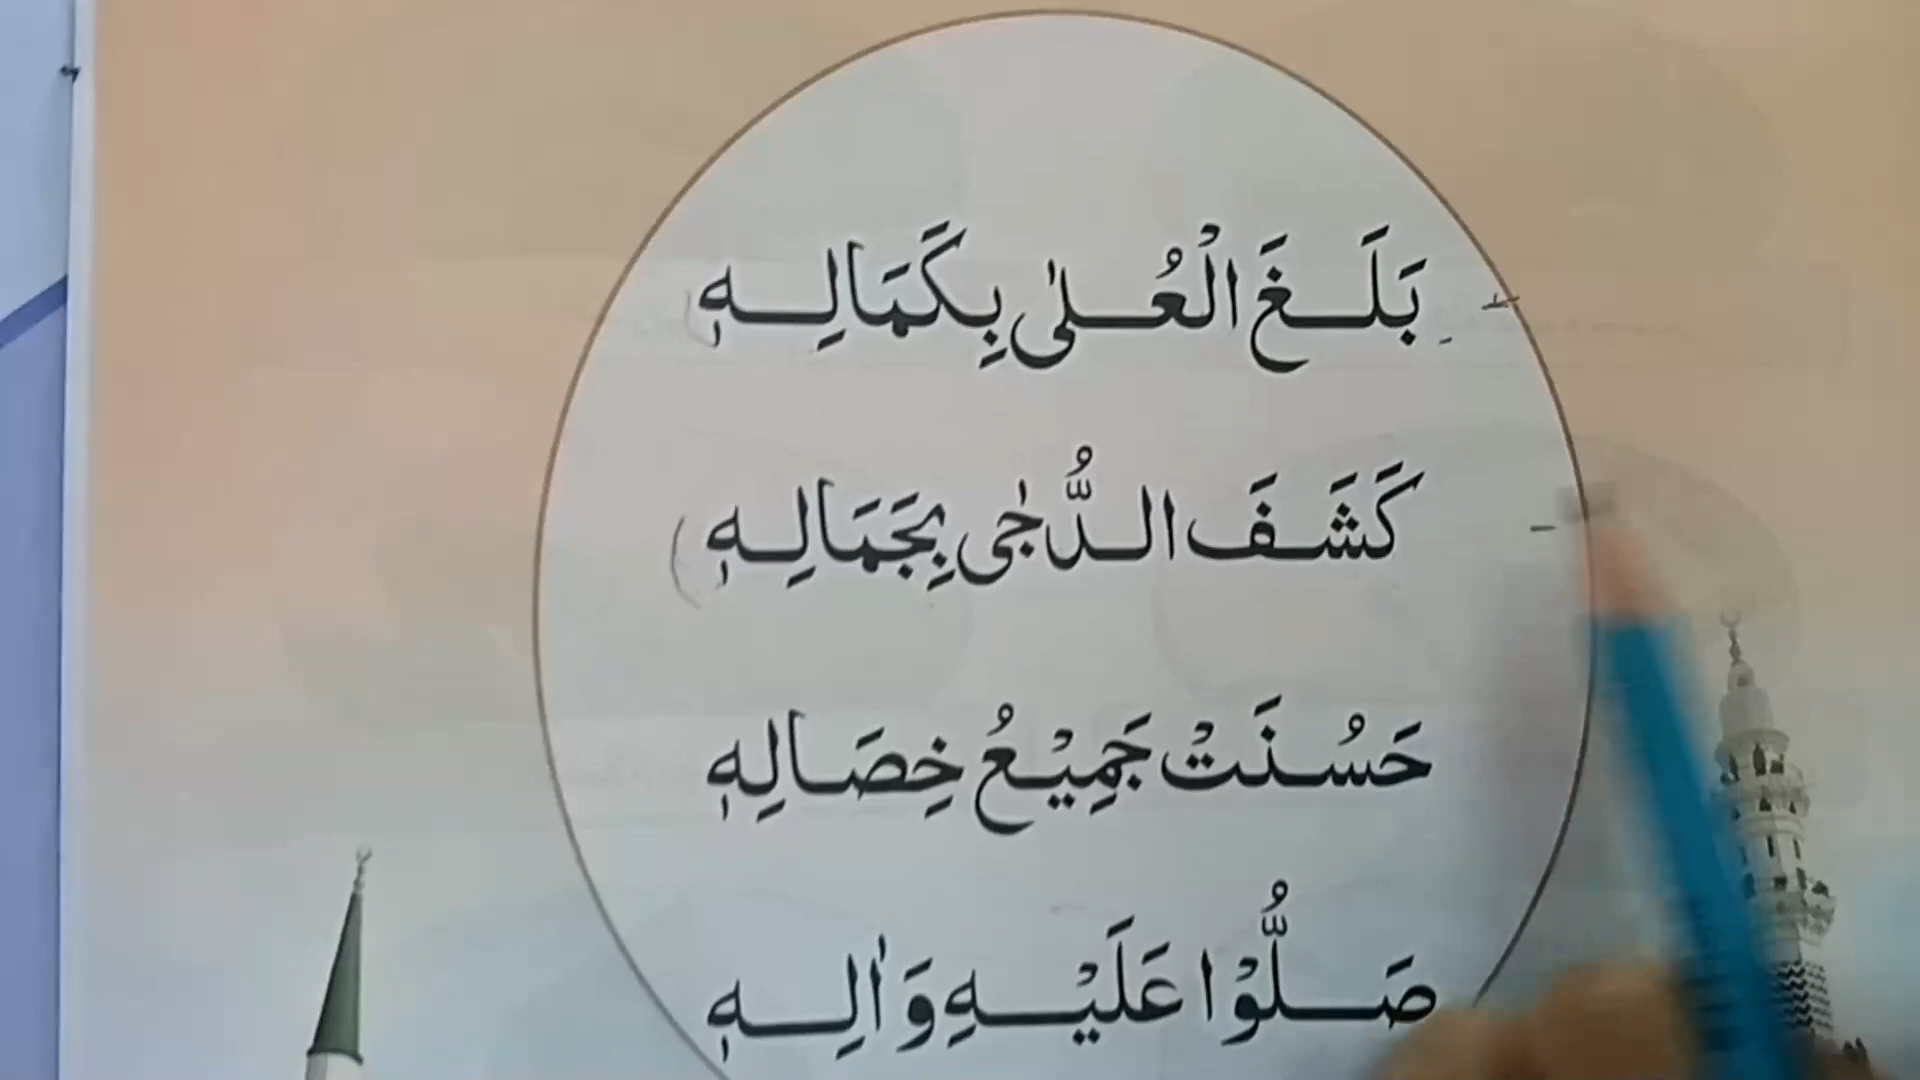 بَلَغَ الْعُلٰى بِكَمَالِهٖ
كَشَفَ الدُّجٰى بِجَمَالِهٖ
حَسُنَتْ جَمِيْعُ خِصَالِهٖ
صَلُّوْا عَلَيْهِ وَاٰلِهٖ